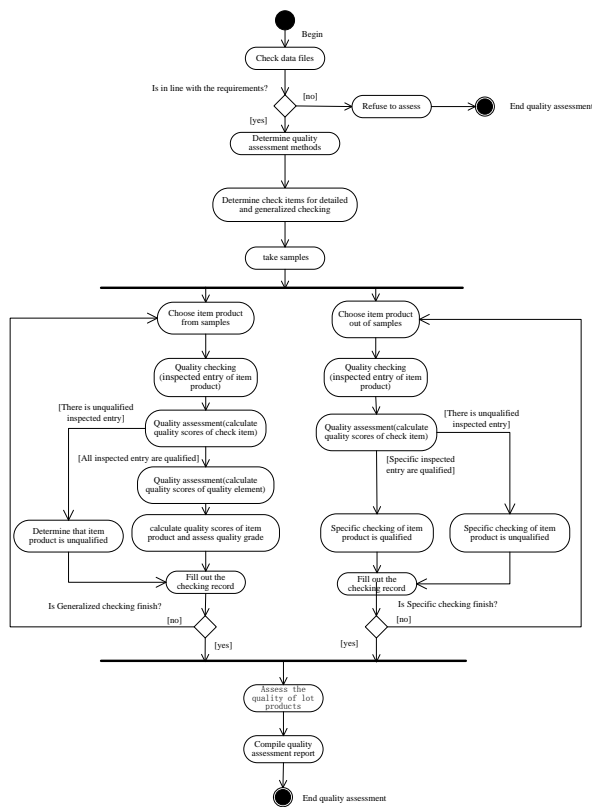 Begin
Check data files
Is in line with the requirements?
[no]
Refuse to assess
End quality assessment
[yes]
Determine quality
assessment methods
Determine check items for detailed
and generalized checking
take samples
Choose item product
from samples
Quality checking
(inspected entry of item
product)
[There is unqualified
inspected entry]
Quality assessment(calculate
quality scores of check item)
[All inspected entry are qualified]
Quality assessment(calculate
quality scores of quality element)
Determine that item
product is unqualified
calculate quality scores of item
product and assess quality grade
Fill out the
checking record
Is Generalized checking finish?
[no]
[yes]
Choose item product
out of samples
Quality checking
(inspected entry of item
product)
[There is unqualified
inspected entry]
Quality assessment(calculate
quality scores of check item)
[Specific inspected
entry are qualified]
Specific checking of item
product is qualified
Specific checking of item
product is unqualified
Fill out the
checking record
Is Specific checking finish?
[no]
[yes]
Assess the
quality of lot
products
Compile quality
assessment report
End quality assessment